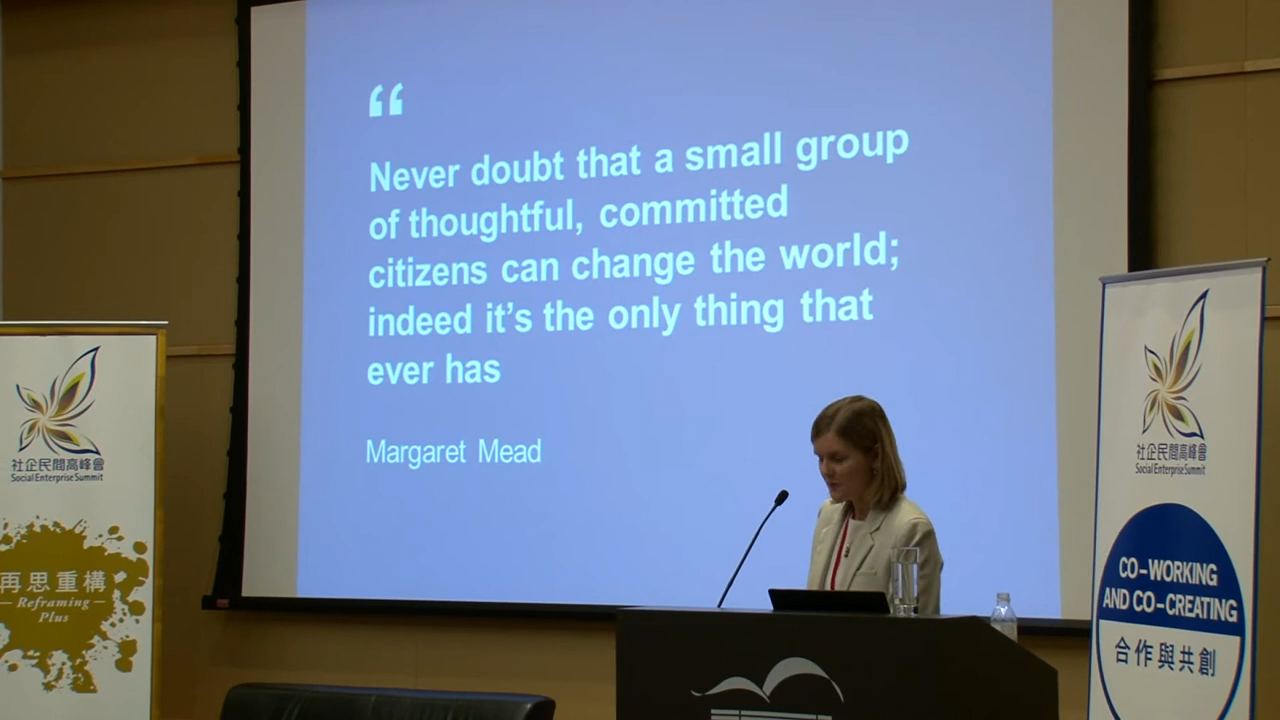 “
Never doubt that a small group
of thoughtful, committed
citizens can change the world;
indeed it’s the only thing that
ever has
Margaret Mead
社企民間高峰會
Social Enterprise Summit
再思重構
— Reframing —
Plus
社企民間高峰會
Social Enterprise Summit
CO-WORKING
AND CO-CREATING
合作與共創